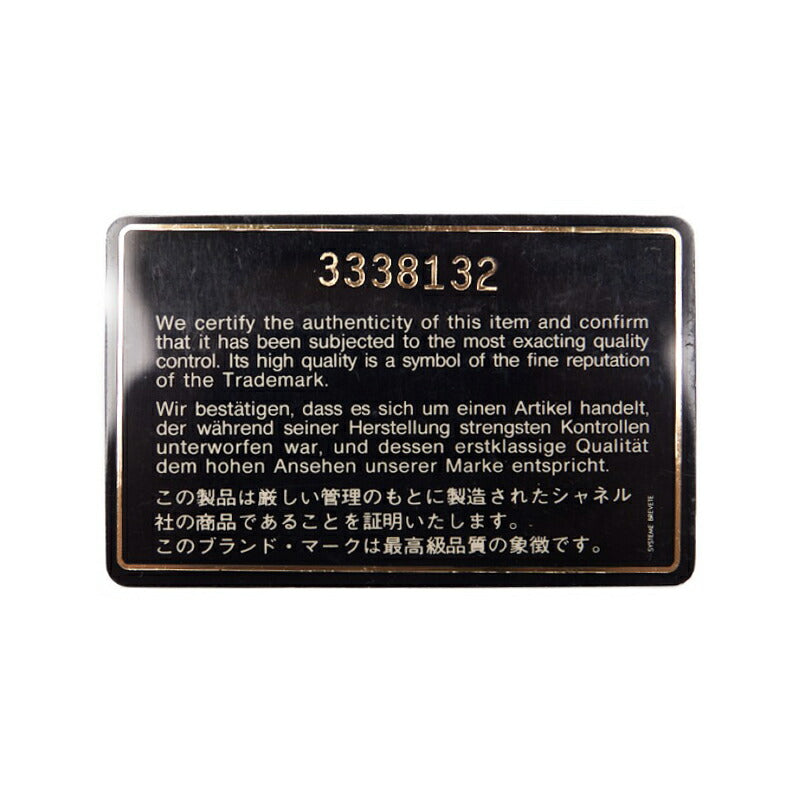 3338132
We certify the authenticity of this item and confirm
that it has been subjected to the most exacting quality
control. Its high quality is a symbol of the fine reputation
of the Trademark.
Wir bestätigen, dass es sich um einen Artikel handelt,
der während seiner Herstellung strengsten Kontrollen
unterworfen war, und dessen erstklassige Qualität
dem hohen Ansehen unserer Marke entspricht.
この製品は厳しい管理のもとに製造されたシャネル
社の商品であることを証明いたします。
このブランド・マークは最高級品質の象徴です。
SYSTEME BREVETE